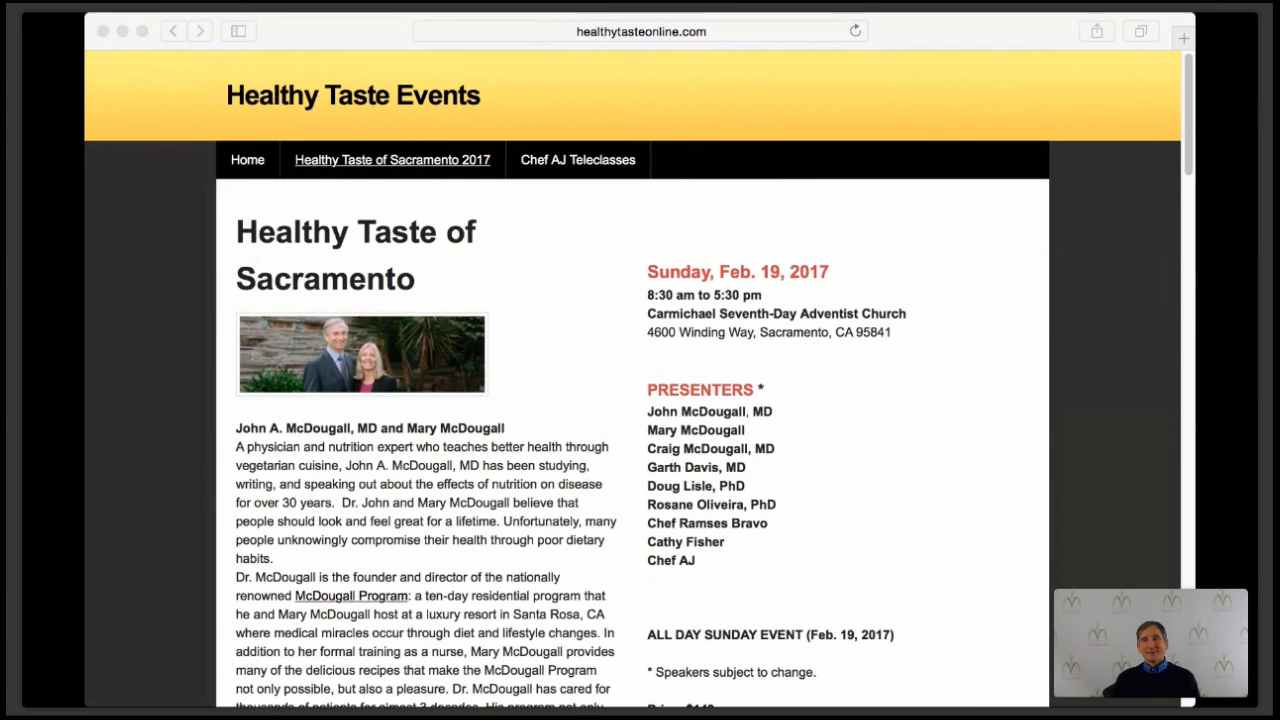 healthytasteonline.com
Healthy Taste Events
Home
Healthy Taste of Sacramento 2017
Chef AJ Teleclasses
Healthy Taste of
Sacramento
John A. McDougall, MD and Mary McDougall
A physician and nutrition expert who teaches better health through
vegetarian cuisine, John A. McDougall, MD has been studying,
writing, and speaking out about the effects of nutrition on disease
for over 30 years.  Dr. John and Mary McDougall believe that
people should look and feel great for a lifetime. Unfortunately, many
people unknowingly compromise their health through poor dietary
habits.
Dr. McDougall is the founder and director of the nationally
renowned McDougall Program: a ten-day residential program that
he and Mary McDougall host at a luxury resort in Santa Rosa, CA
where medical miracles occur through diet and lifestyle changes. In
addition to her formal training as a nurse, Mary McDougall provides
many of the delicious recipes that make the McDougall Program
not only possible, but also a pleasure. Dr. McDougall has cared for
Sunday, Feb. 19, 2017
8:30 am to 5:30 pm
Carmichael Seventh-Day Adventist Church
4600 Winding Way, Sacramento, CA 95841
PRESENTERS *
John McDougall, MD
Mary McDougall
Craig McDougall, MD
Garth Davis, MD
Doug Lisle, PhD
Rosane Oliveira, PhD
Chef Ramses Bravo
Cathy Fisher
Chef AJ
ALL DAY SUNDAY EVENT (Feb. 19, 2017)
* Speakers subject to change.